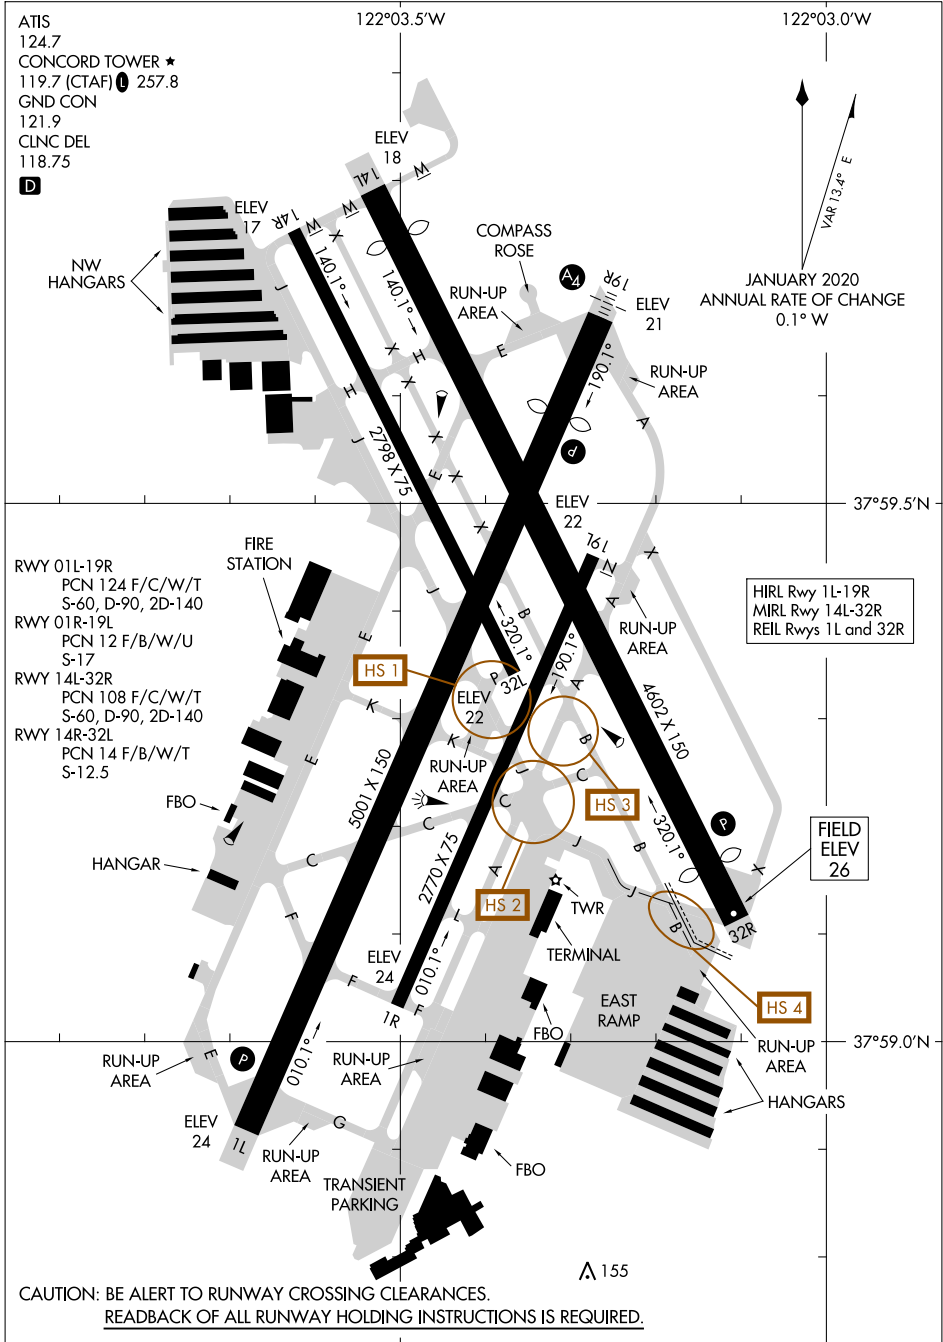 ATIS
124.7
CONCORD TOWER ★
119.7 (CTAF) L 257.8
GND CON
121.9
CLNC DEL
118.75
D
122°03.5'W
122°03.0'W
VAR 13.4° E
JANUARY 2020
ANNUAL RATE OF CHANGE
0.1° W
ELEV
18
14L
W
W
W
ELEV
17
14R
X
140.1°
140.1°
NW
HANGARS
J
COMPASS
ROSE
RUN-UP
AREA
A4
19R
ELEV
21
190.1°
RUN-UP
AREA
E
H
X
X
H
J
A
2798 X 75
E
X
X
P
X
37°59.5'N
ELEV
22
19L
N
X
A
A
RUN-UP
AREA
FIRE
STATION
RWY 01L-19R
PCN 124 F/C/W/T
S-60, D-90, 2D-140
RWY 01R-19L
PCN 12 F/B/W/U
S-17
RWY 14L-32R
PCN 108 F/C/W/T
S-60, D-90, 2D-140
RWY 14R-32L
PCN 14 F/B/W/T
S-12.5
HIRL Rwy 1L-19R
MIRL Rwy 14L-32R
REIL Rwys 1L and 32R
J
B
E
320.1°
190.1°
HS 1
P
32L
ELEV
22
A
4602 X 150
K
K
E
RUN-UP
AREA
B
J
C
C
C
HS 3
5001 X 150
FBO
320.1°
P
FIELD
ELEV
26
HANGAR
C
2770 X 75
A
J
B
X
HS 2
TWR
J
B
32R
F
L
TERMINAL
ELEV
24
F
010.1°
F
1R
EAST
RAMP
FBO
HS 4
RUN-UP
AREA
37°59.0'N
E
RUN-UP
AREA
P
010.1°
RUN-UP
AREA
HANGARS
ELEV
24
1L
G
RUN-UP
AREA
FBO
TRANSIENT
PARKING
155
CAUTION: BE ALERT TO RUNWAY CROSSING CLEARANCES.
READBACK OF ALL RUNWAY HOLDING INSTRUCTIONS IS REQUIRED.